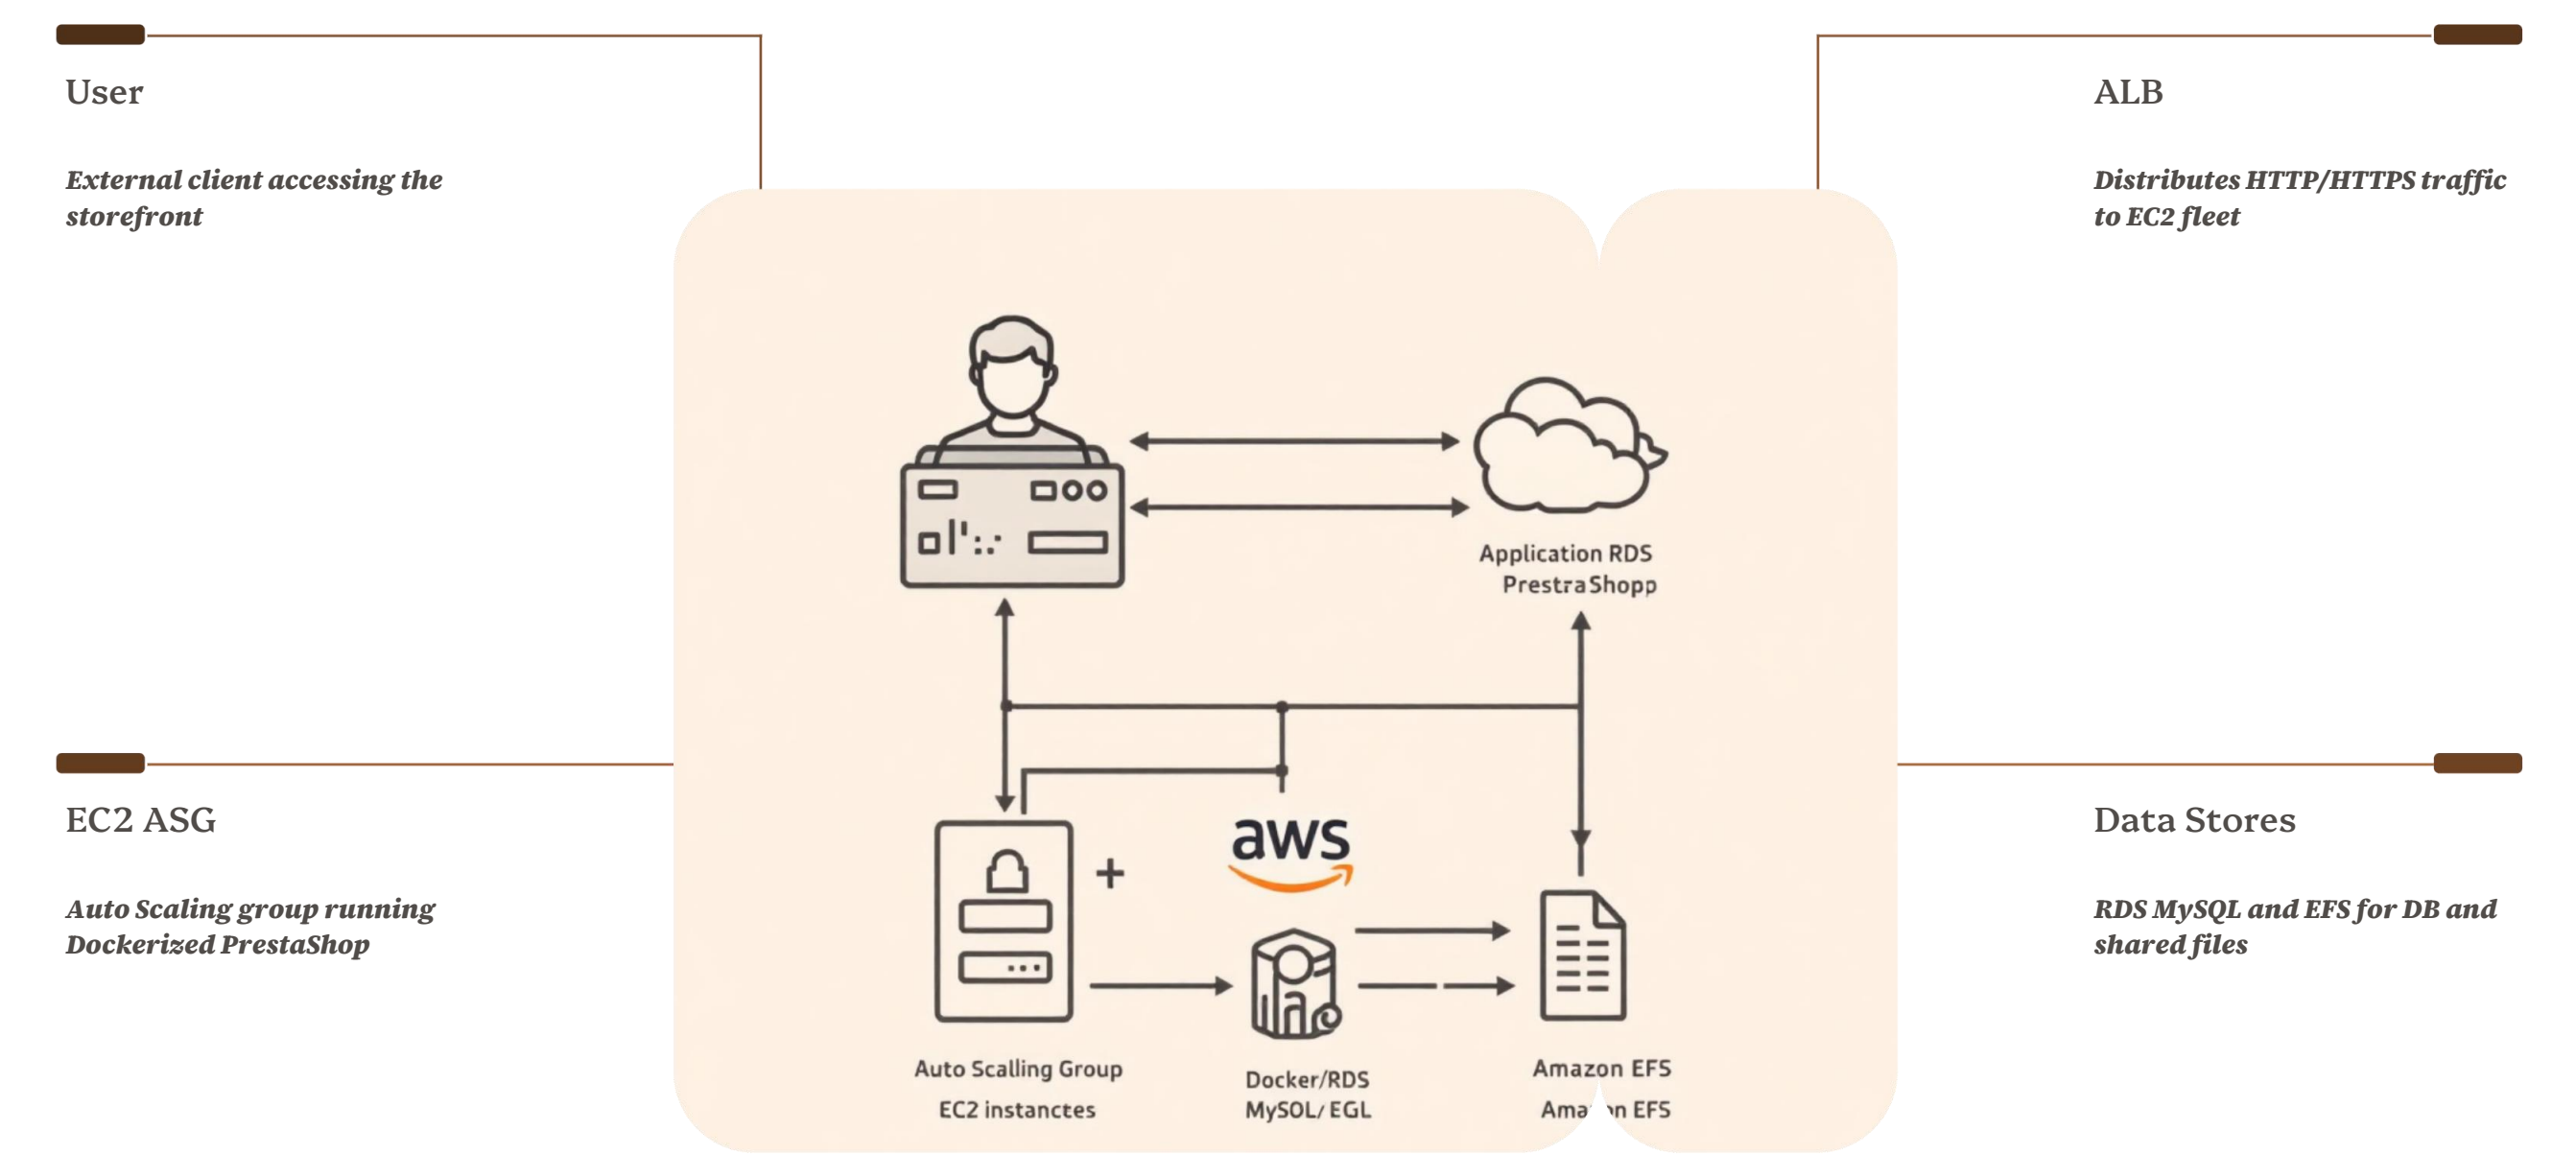 User
External client accessing the
storefront
ALB
Distributes HTTP/HTTPS traffic
to EC2 fleet
Application RDS
PrestraShopp
EC2 ASG
Auto Scaling group running
Dockerized PrestaShop
aws
Data Stores
RDS MySQL and EFS for DB and
shared files
Auto Scalling Group
EC2 instanctes
Docker/RDS
MySOL/ EGL
Amazon EFS
EFS